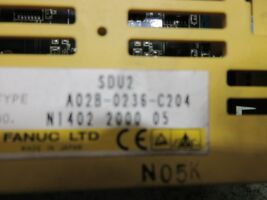 SDU2
TYPE A02B-0236-C204
NO. N1402 2000 05
FANUC LTD
MADE IN JAPAN
N05K